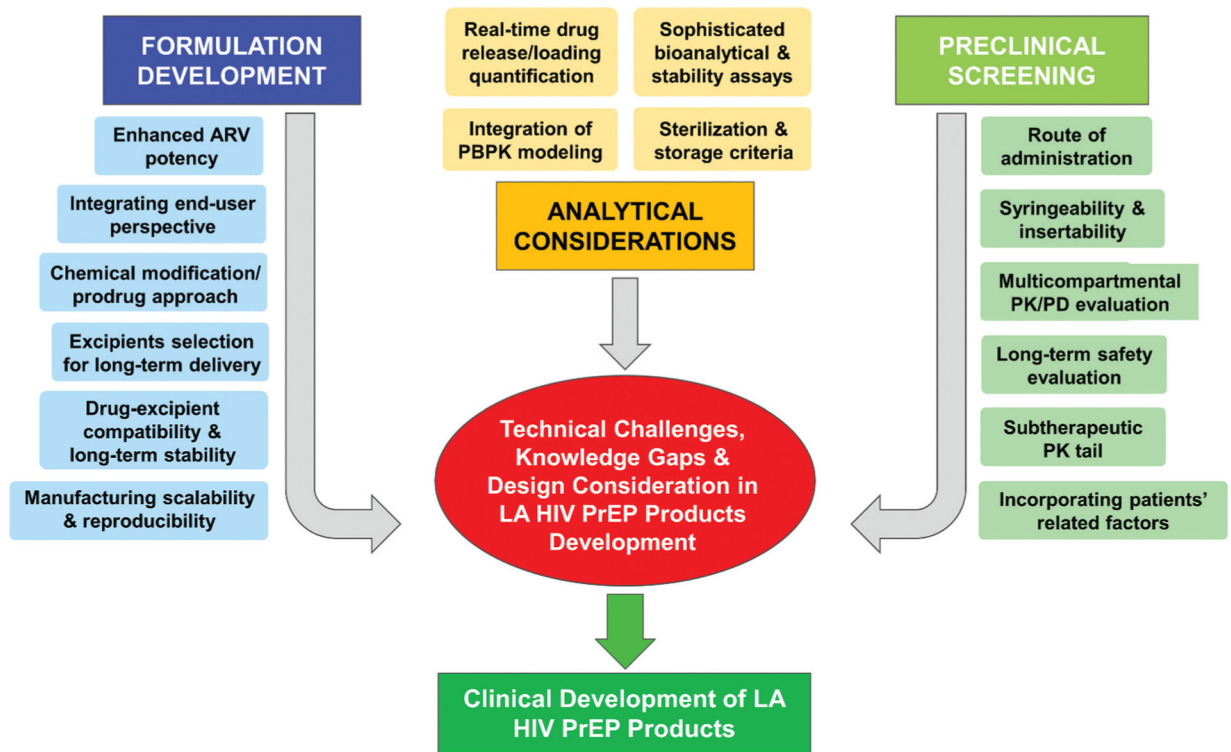 FORMULATION
DEVELOPMENT
Enhanced ARV
potency
Integrating end-user
perspective
Chemical modification/
prodrug approach
Excipients selection
for long-term delivery
Drug-excipient
compatibility &
long-term stability
Manufacturing scalability
& reproducibility
Real-time drug
release/loading
quantification
Sophisticated
bioanalytical &
stability assays
Integration of
PBPK modeling
Sterilization &
storage criteria
ANALYTICAL
CONSIDERATIONS
PRECLINICAL
SCREENING
Route of
administration
Syringeability &
insertability
Multicompartmental
PK/PD evaluation
Long-term safety
evaluation
Subtherapeutic
PK tail
Incorporating patients’
related factors
Technical Challenges,
Knowledge Gaps &
Design Consideration in
LA HIV PrEP Products
Development
Clinical Development of LA
HIV PrEP Products